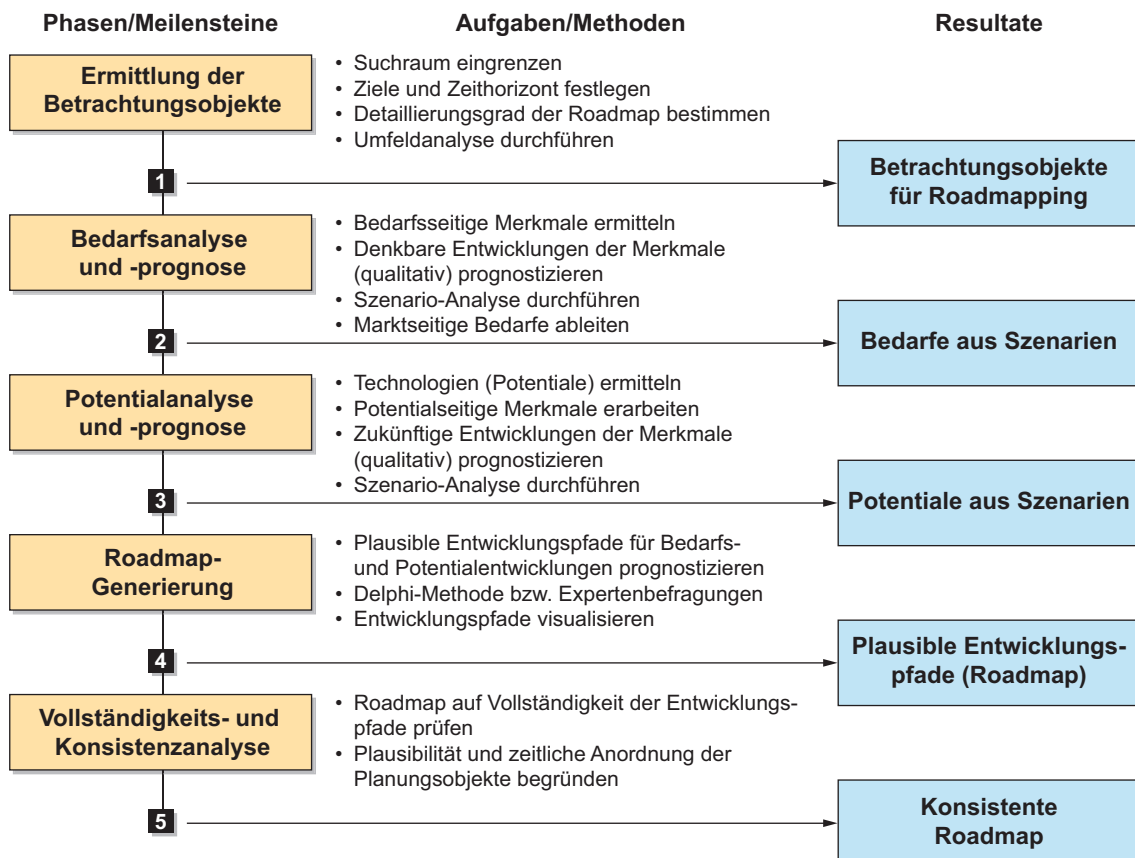 Phasen/Meilensteine
Aufgaben/Methoden
Resultate
Ermittlung der
Betrachtungsobjekte
• Suchraum eingrenzen
• Ziele und Zeithorizont festlegen
• Detaillierungsgrad der Roadmap bestimmen
• Umfeldanalyse durchführen
1
Betrachtungsobjekte
für Roadmapping
Bedarfsanalyse
und -prognose
• Bedarfsseitige Merkmale ermitteln
• Denkbare Entwicklungen der Merkmale
(qualitativ) prognostizieren
• Szenario-Analyse durchführen
• Marktseitige Bedarfe ableiten
2
Bedarfe aus Szenarien
Potentialanalyse
und -prognose
• Technologien (Potentiale) ermitteln
• Potentialseitige Merkmale erarbeiten
• Zukünftige Entwicklungen der Merkmale
(qualitativ) prognostizieren
• Szenario-Analyse durchführen
3
Potentiale aus Szenarien
Roadmap-
Generierung
• Plausible Entwicklungspfade für Bedarfs-
und Potentialentwicklungen prognostizieren
• Delphi-Methode bzw. Expertenbefragungen
• Entwicklungspfade visualisieren
4
Plausible Entwicklungs-
pfade (Roadmap)
Vollständigkeits- und
Konsistenzanalyse
• Roadmap auf Vollständigkeit der Entwicklungs-
pfade prüfen
• Plausibilität und zeitliche Anordnung der
Planungsobjekte begründen
5
Konsistente
Roadmap